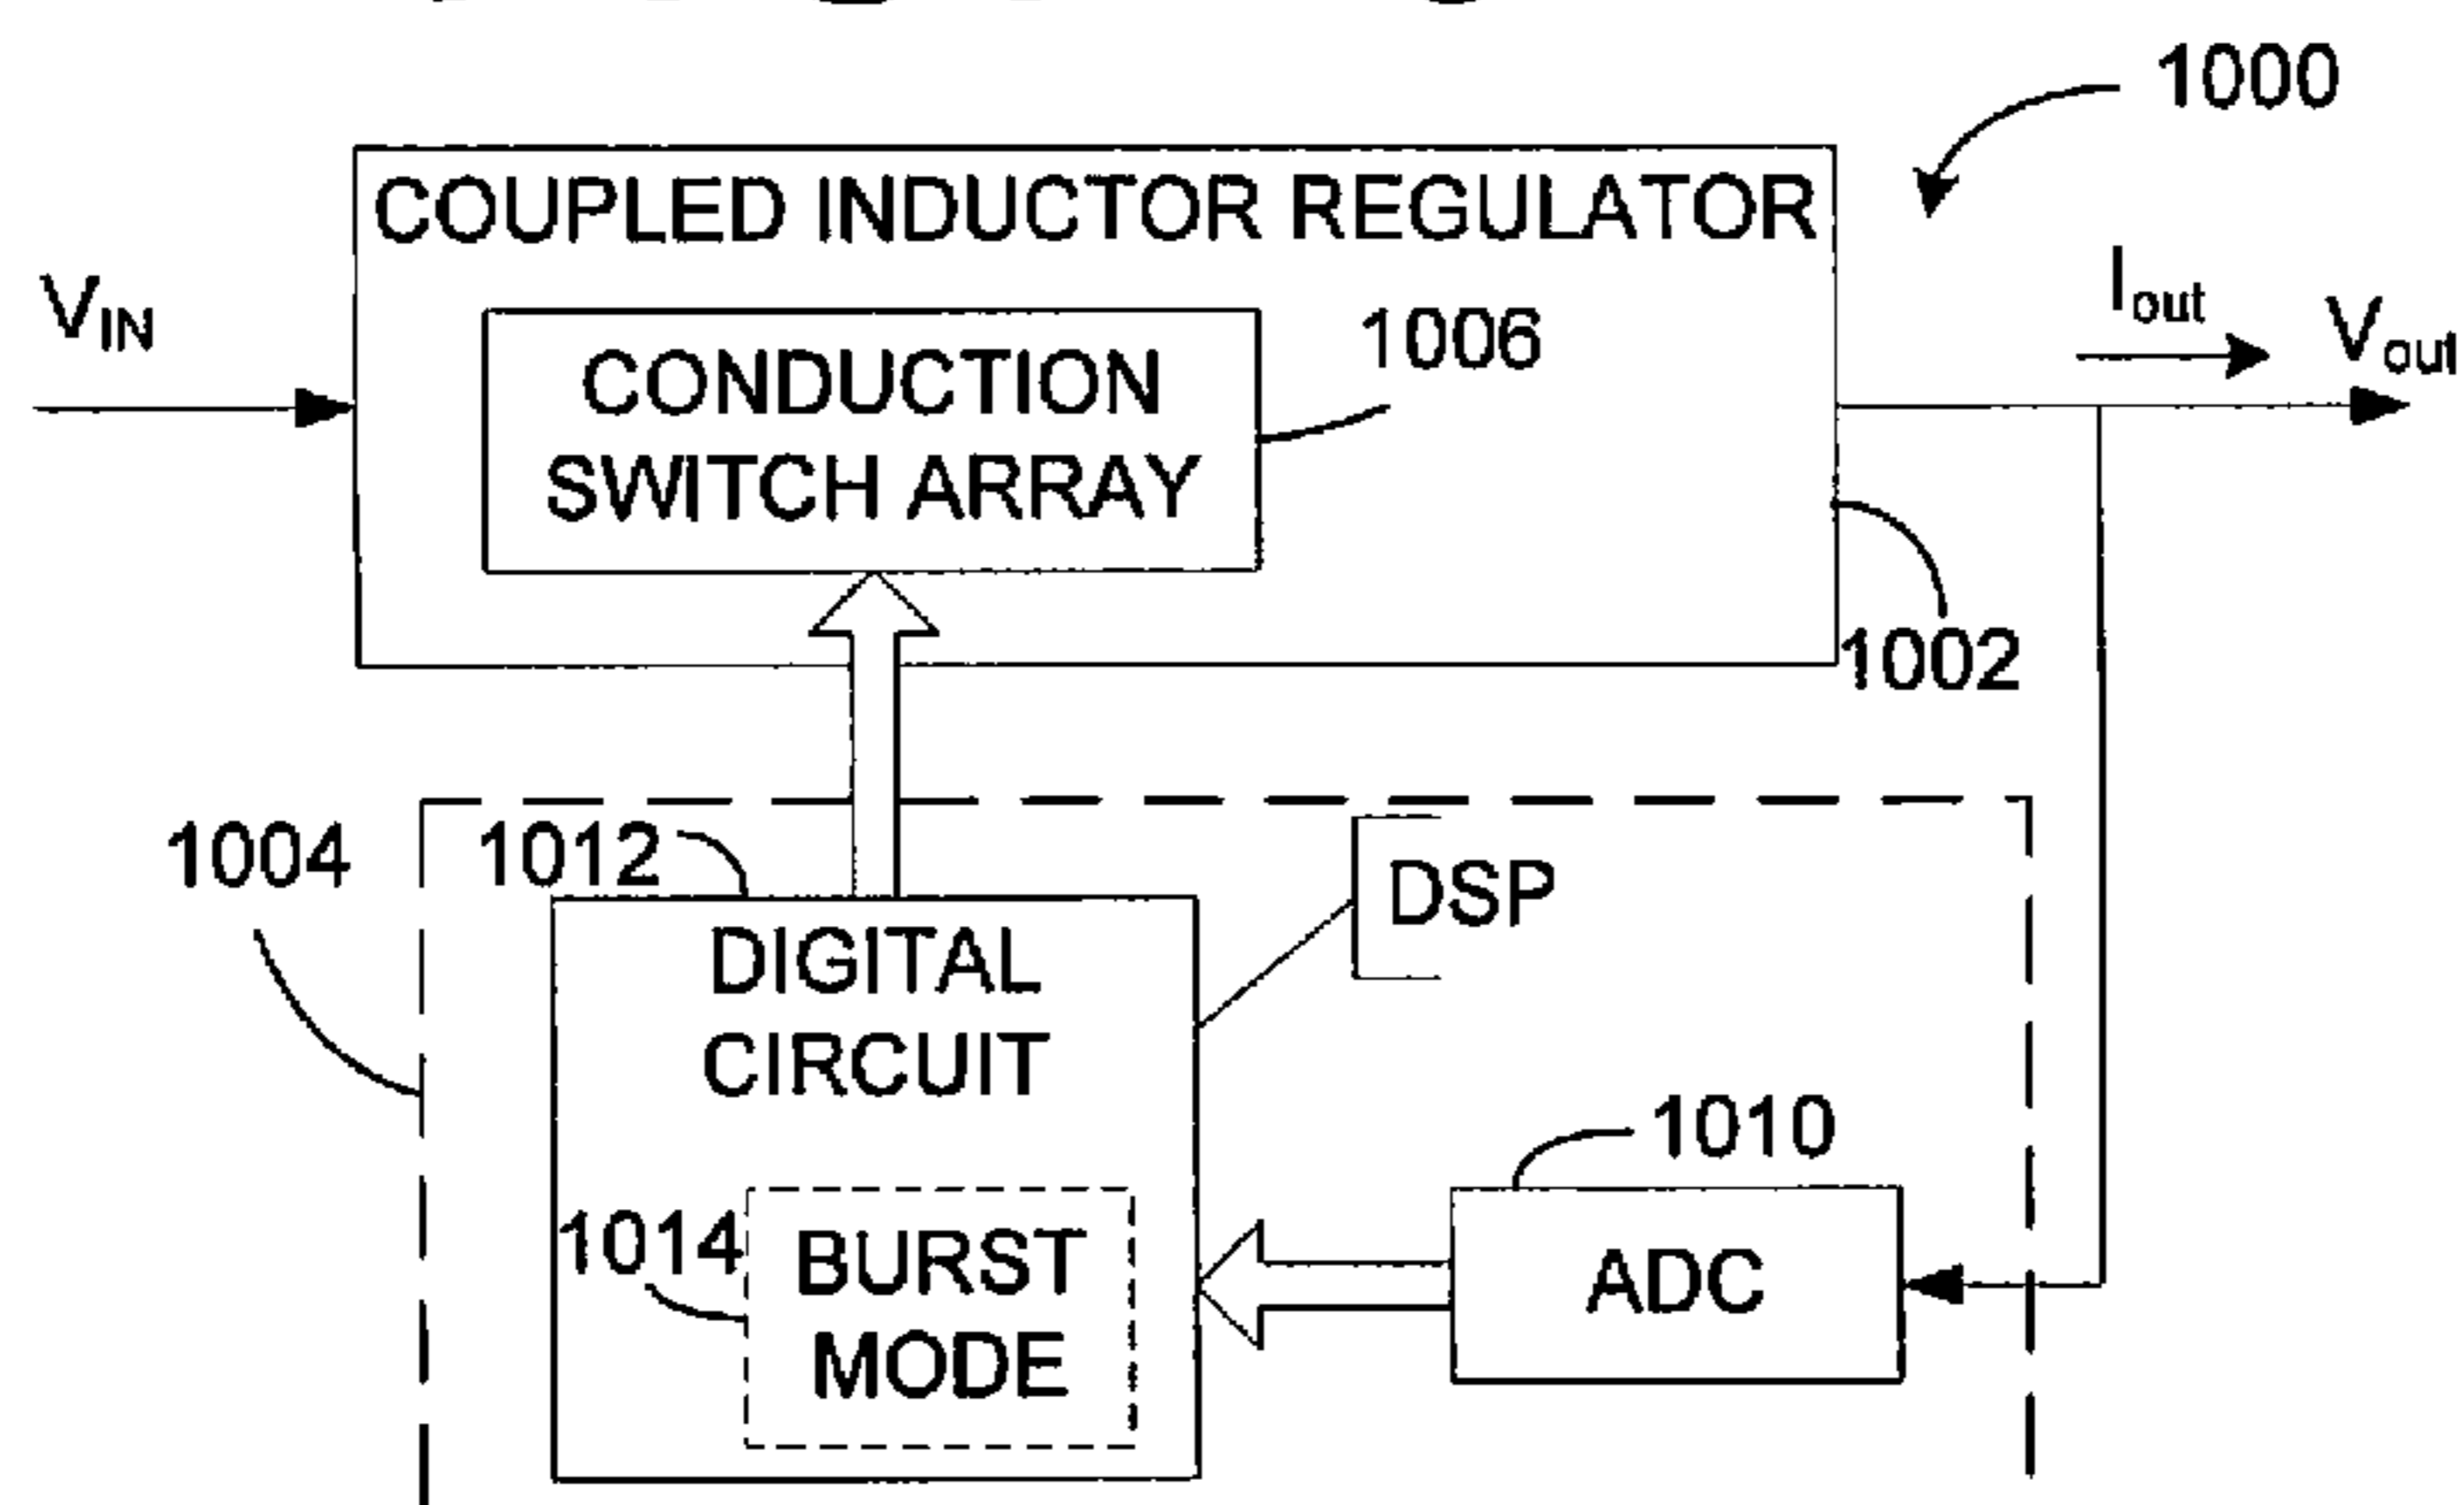 1000
COUPLED INDUCTOR REGULATOR
VIN
Iout
Vout
1006
CONDUCTION
SWITCH ARRAY
1002
1004
1012
DSP
DIGITAL
CIRCUIT
1010
1014
BURST
MODE
ADC